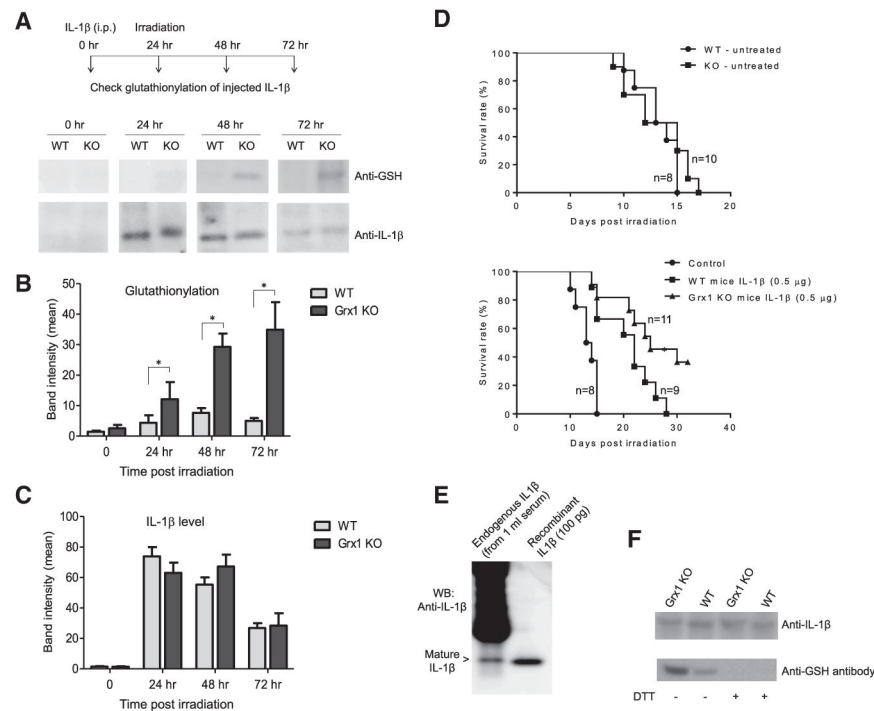 A
IL-1β (i.p.) Irradiation
0 hr 24 hr 48 hr 72 hr
Check glutathionylation of injected IL-1β
0 hr 24 hr 48 hr 72 hr
WT KO WT KO WT KO WT KO
Anti-GSH
Anti-IL-1β
B
Glutathionylation
WT
Grx1 KO
Band intensity (mean)
50
40
30
20
10
0
* * *
0 24 hr 48 hr 72 hr
Time post irradiation
C
IL-1β level
WT
Grx1 KO
Band intensity (mean)
100
80
60
40
20
0
0 24 hr 48 hr 72 hr
Time post irradiation
D
WT - untreated
KO - untreated
Survival rate (%)
100
80
60
40
20
0
n=10
n=8
0 5 10 15 20
Days post irradiation
Control
WT mice IL-1β (0.5 µg)
Grx1 KO mice IL-1β (0.5 µg)
Survival rate (%)
100
80
60
40
20
0
n=11
n=8
n=9
0 10 20 30 40
Days post irradiation
E
Endogenous IL1β
(from 1 ml serum)
Recombinant
IL1β (100 pg)
WB:
Anti-IL-1β
Mature >
IL-1β
F
Grx1 KO WT Grx1 KO WT
Anti-IL-1β
Anti-GSH antibody
DTT - - + +